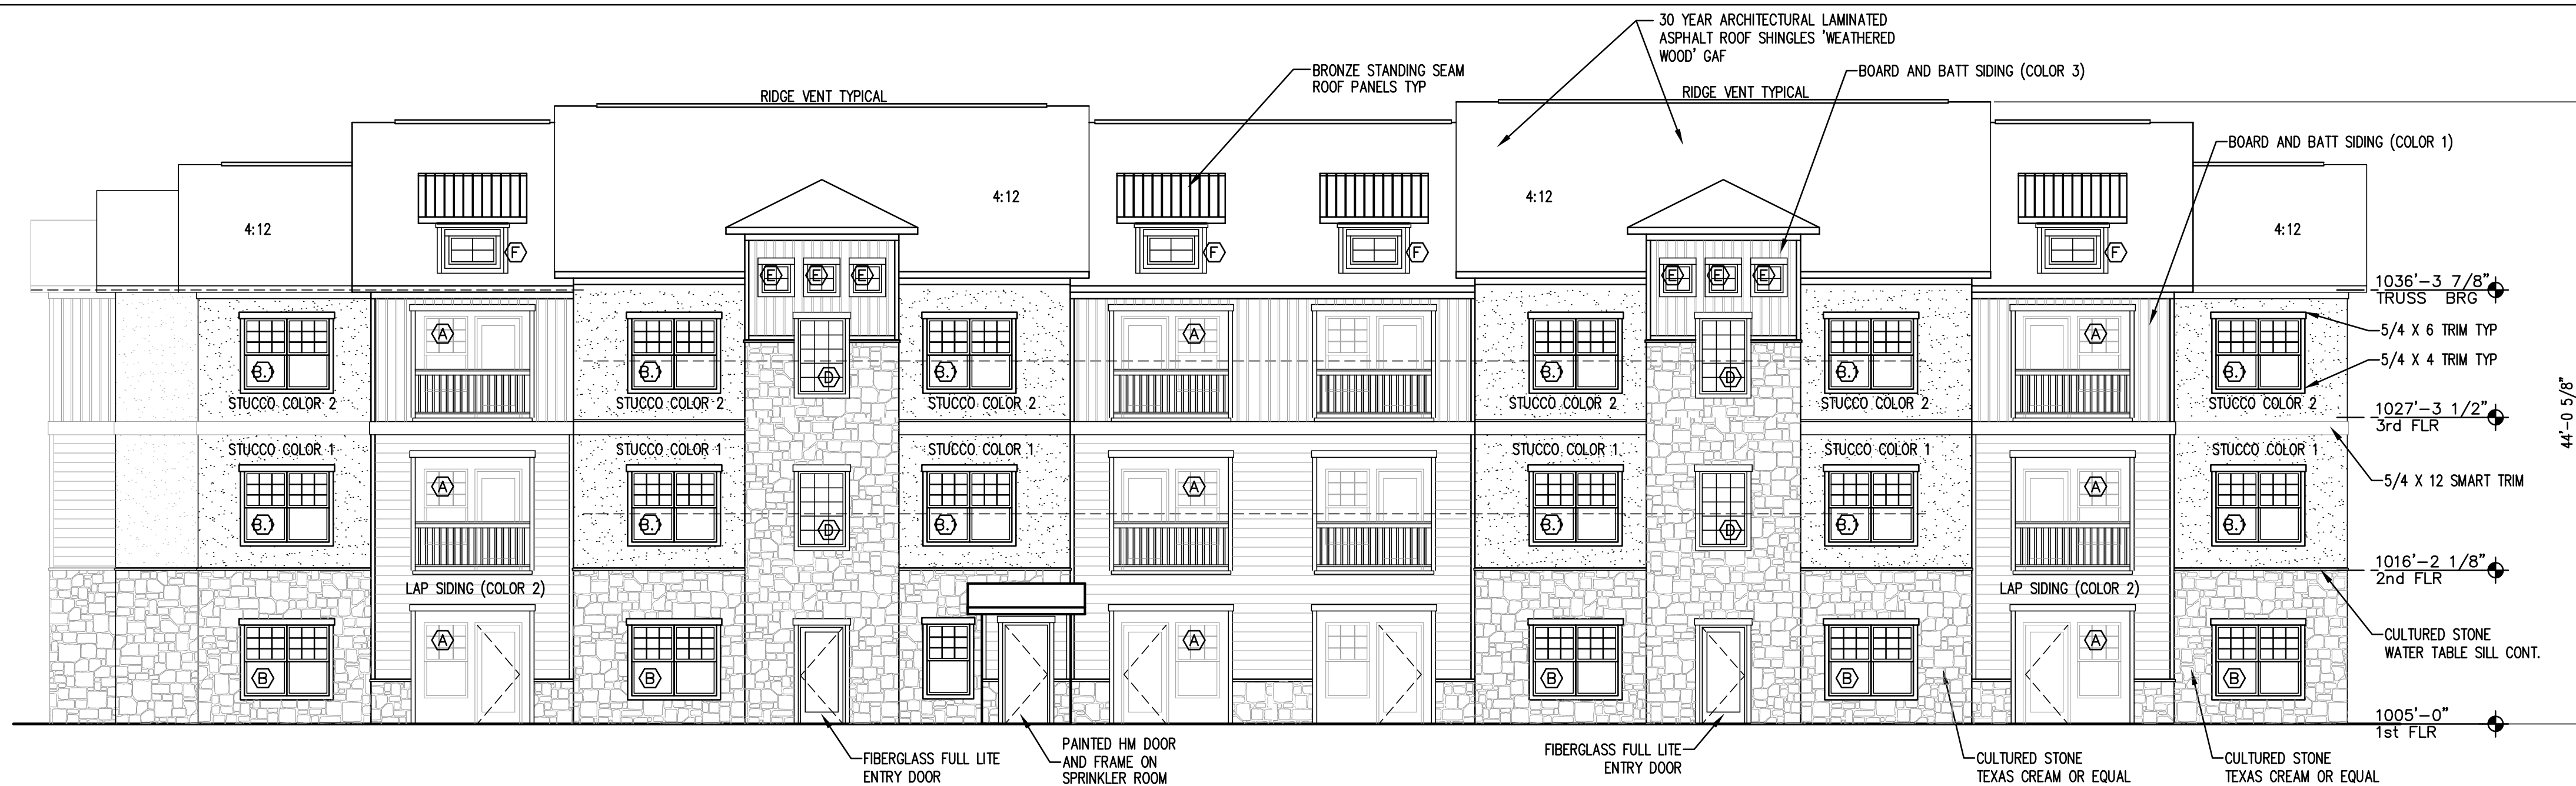 30 YEAR ARCHITECTURAL LAMINATED
ASPHALT ROOF SHINGLES 'WEATHERED
WOOD' GAF
BRONZE STANDING SEAM
ROOF PANELS TYP
BOARD AND BATT SIDING (COLOR 3)
RIDGE VENT TYPICAL
RIDGE VENT TYPICAL
BOARD AND BATT SIDING (COLOR 1)
4:12
4:12
4:12
4:12
F
F
F
F
E E E
E E E
1036'-3 7/8"
TRUSS BRG
5/4 X 6 TRIM TYP
5/4 X 4 TRIM TYP
A
A
A
B.
B.
D
B.
B.
D
B.
B.
STUCCO COLOR 2
STUCCO COLOR 2
STUCCO COLOR 2
STUCCO COLOR 2
STUCCO COLOR 2
STUCCO COLOR 2
1027'-3 1/2"
3rd FLR
44'-0 5/8"
STUCCO COLOR 1
STUCCO COLOR 1
STUCCO COLOR 1
STUCCO COLOR 1
STUCCO COLOR 1
STUCCO COLOR 1
5/4 X 12 SMART TRIM
A
A
A
B.
B.
D
B.
B.
D
B.
B.
1016'-2 1/8"
2nd FLR
LAP SIDING (COLOR 2)
LAP SIDING (COLOR 2)
CULTURED STONE
WATER TABLE SILL CONT.
A
A
A
B
B
B
B
B
1005'-0"
1st FLR
FIBERGLASS FULL LITE
ENTRY DOOR
PAINTED HM DOOR
AND FRAME ON
SPRINKLER ROOM
FIBERGLASS FULL LITE
ENTRY DOOR
CULTURED STONE
TEXAS CREAM OR EQUAL
CULTURED STONE
TEXAS CREAM OR EQUAL